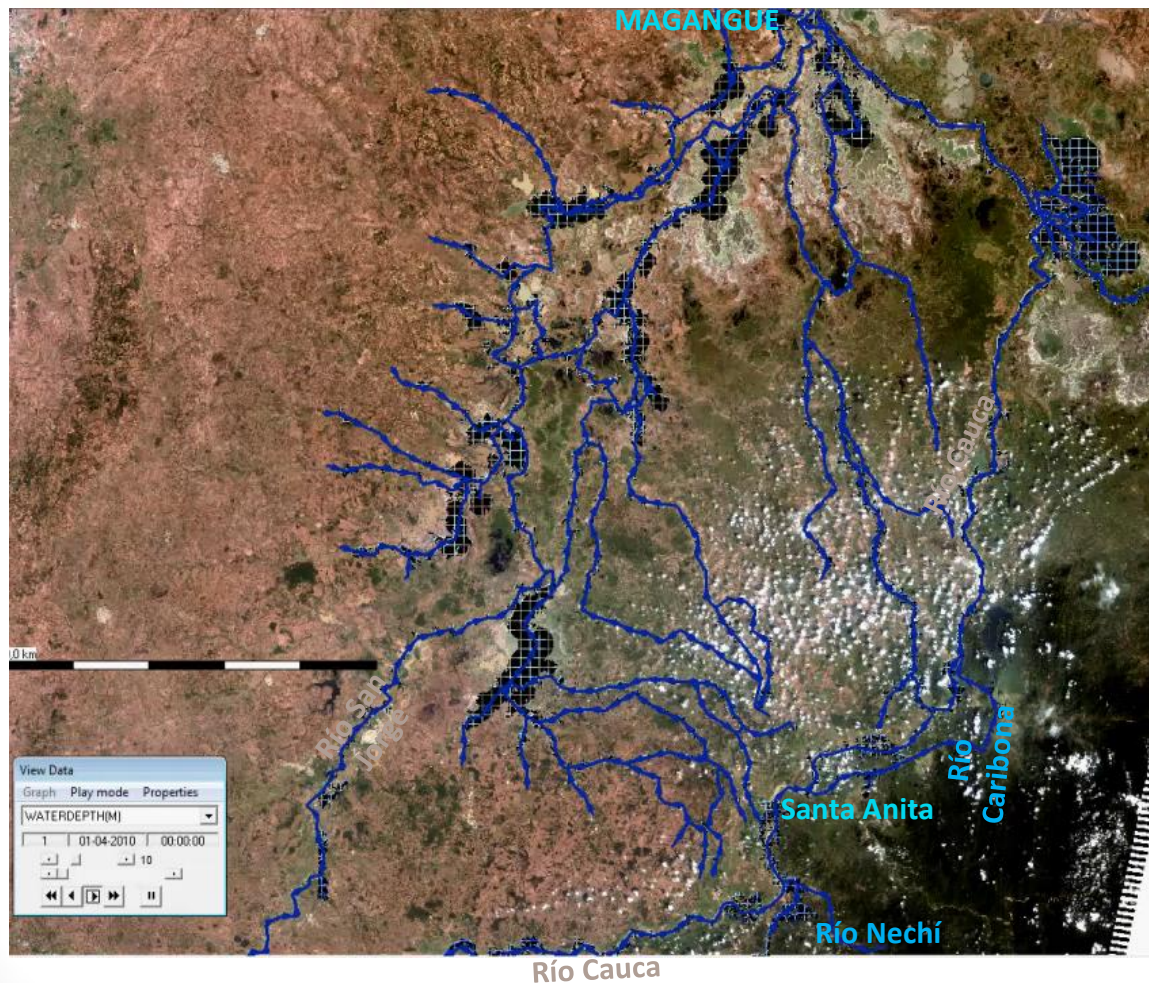 MAGANGUE
Río Cauca
0,0 km
Río San
Jorge
Río
Caribona
View Data
Graph Play mode Properties
WATERDEPTH(M)
1 01-04-2010 00:00:00
10
Santa Anita
Río Nechí
Río Cauca